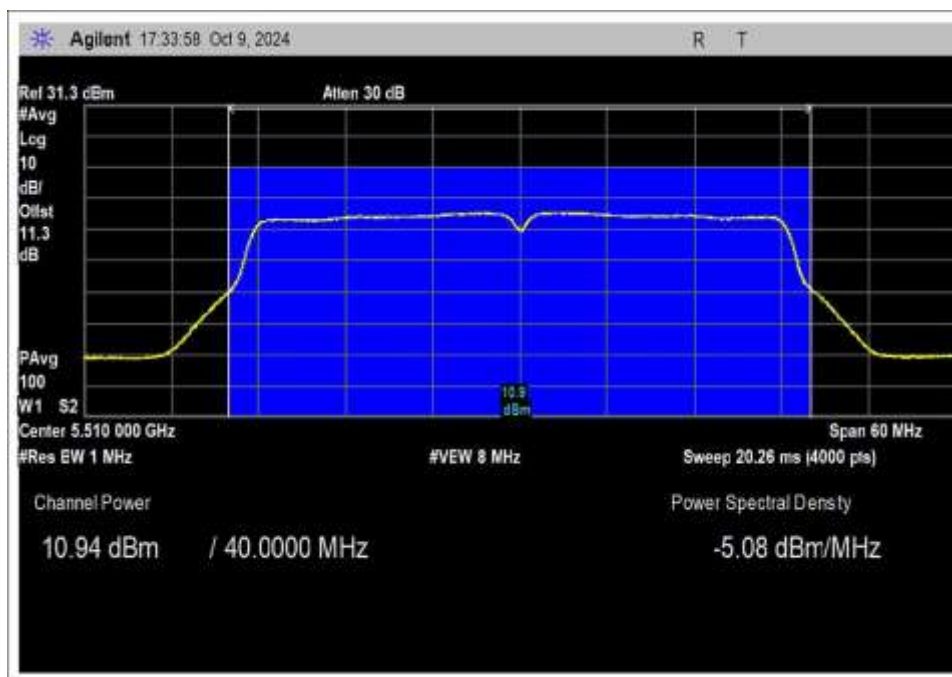 Agilent 17:33:58 Oct 9, 2024 R T
Ref 31.3 dBm Atten 30 dB
#Avg
Log
10
dB/
Offst
11.3
dB
PAvg
100
W1 S2
10.9
dBm
Center 5.510 000 GHz Span 60 MHz
#Res BW 1 MHz #VBW 8 MHz Sweep 20.26 ms (4000 pts)
Channel Power Power Spectral Density
10.94 dBm / 40.0000 MHz -5.08 dBm/MHz